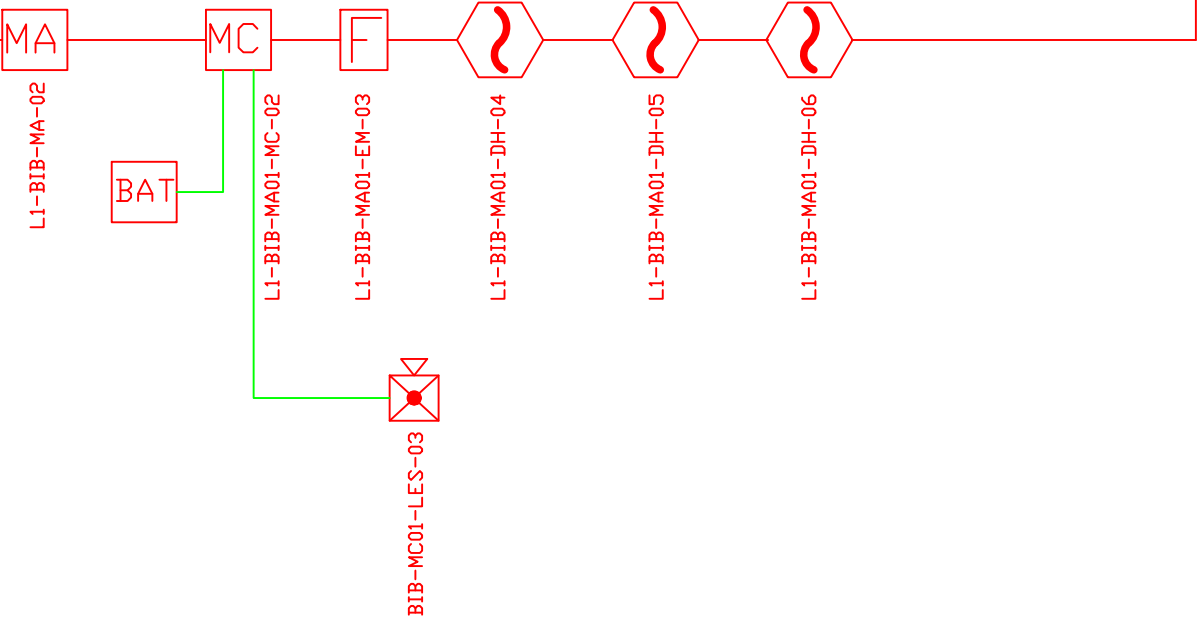 MA
MC
F
L1-BIB-MA-02
L1-BIB-MA01-MC-02
L1-BIB-MA01-EM-03
L1-BIB-MA01-DH-04
L1-BIB-MA01-DH-05
L1-BIB-MA01-DH-06
BAT
BIB-MC01-LES-03